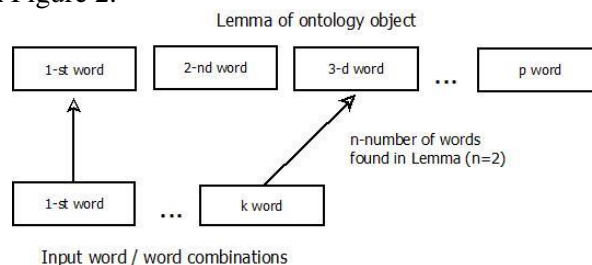 n Figure 2.
Lemma of ontology object
1-st word 2-nd word 3-d word ... p word
n-number of words
found in Lemma (n=2)
1-st word ... k word
Input word / word combinations